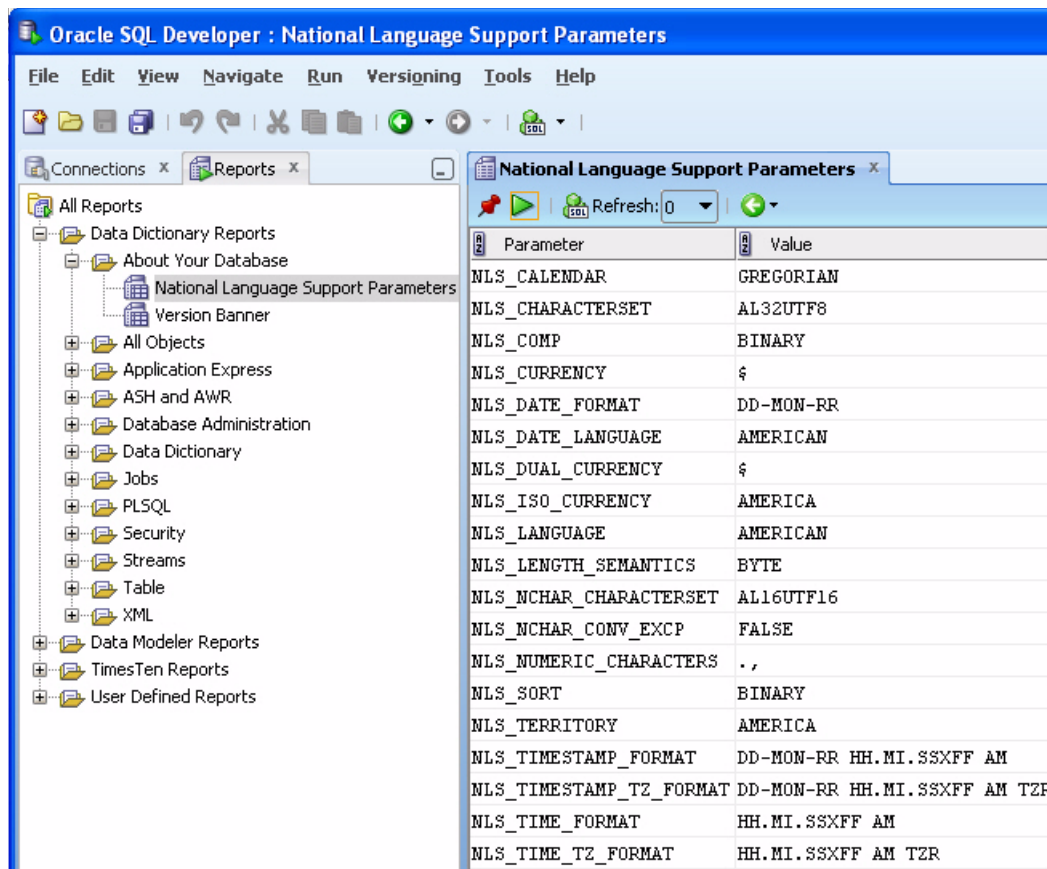 Oracle SQL Developer : National Language Support Parameters
File Edit View Navigate Run Versioning Tools Help
SQL
Connections x Reports x
All Reports
Data Dictionary Reports
About Your Database
National Language Support Parameters
Version Banner
All Objects
Application Express
ASH and AWR
Database Administration
Data Dictionary
Jobs
PLSQL
Security
Streams
Table
XML
Data Modeler Reports
TimesTen Reports
User Defined Reports
National Language Support Parameters x
SQL Refresh: 0
Parameter Value
NLS_CALENDAR GREGORIAN
NLS_CHARACTERSET AL32UTF8
NLS_COMP BINARY
NLS_CURRENCY $
NLS_DATE_FORMAT DD-MON-RR
NLS_DATE_LANGUAGE AMERICAN
NLS_DUAL_CURRENCY $
NLS_ISO_CURRENCY AMERICA
NLS_LANGUAGE AMERICAN
NLS_LENGTH_SEMANTICS BYTE
NLS_NCHAR_CHARACTERSET AL16UTF16
NLS_NCHAR_CONV_EXCP FALSE
NLS_NUMERIC_CHARACTERS .,
NLS_SORT BINARY
NLS_TERRITORY AMERICA
NLS_TIMESTAMP_FORMAT DD-MON-RR HH.MI.SSXFF AM
NLS_TIMESTAMP_TZ_FORMAT DD-MON-RR HH.MI.SSXFF AM TZR
NLS_TIME_FORMAT HH.MI.SSXFF AM
NLS_TIME_TZ_FORMAT HH.MI.SSXFF AM TZR